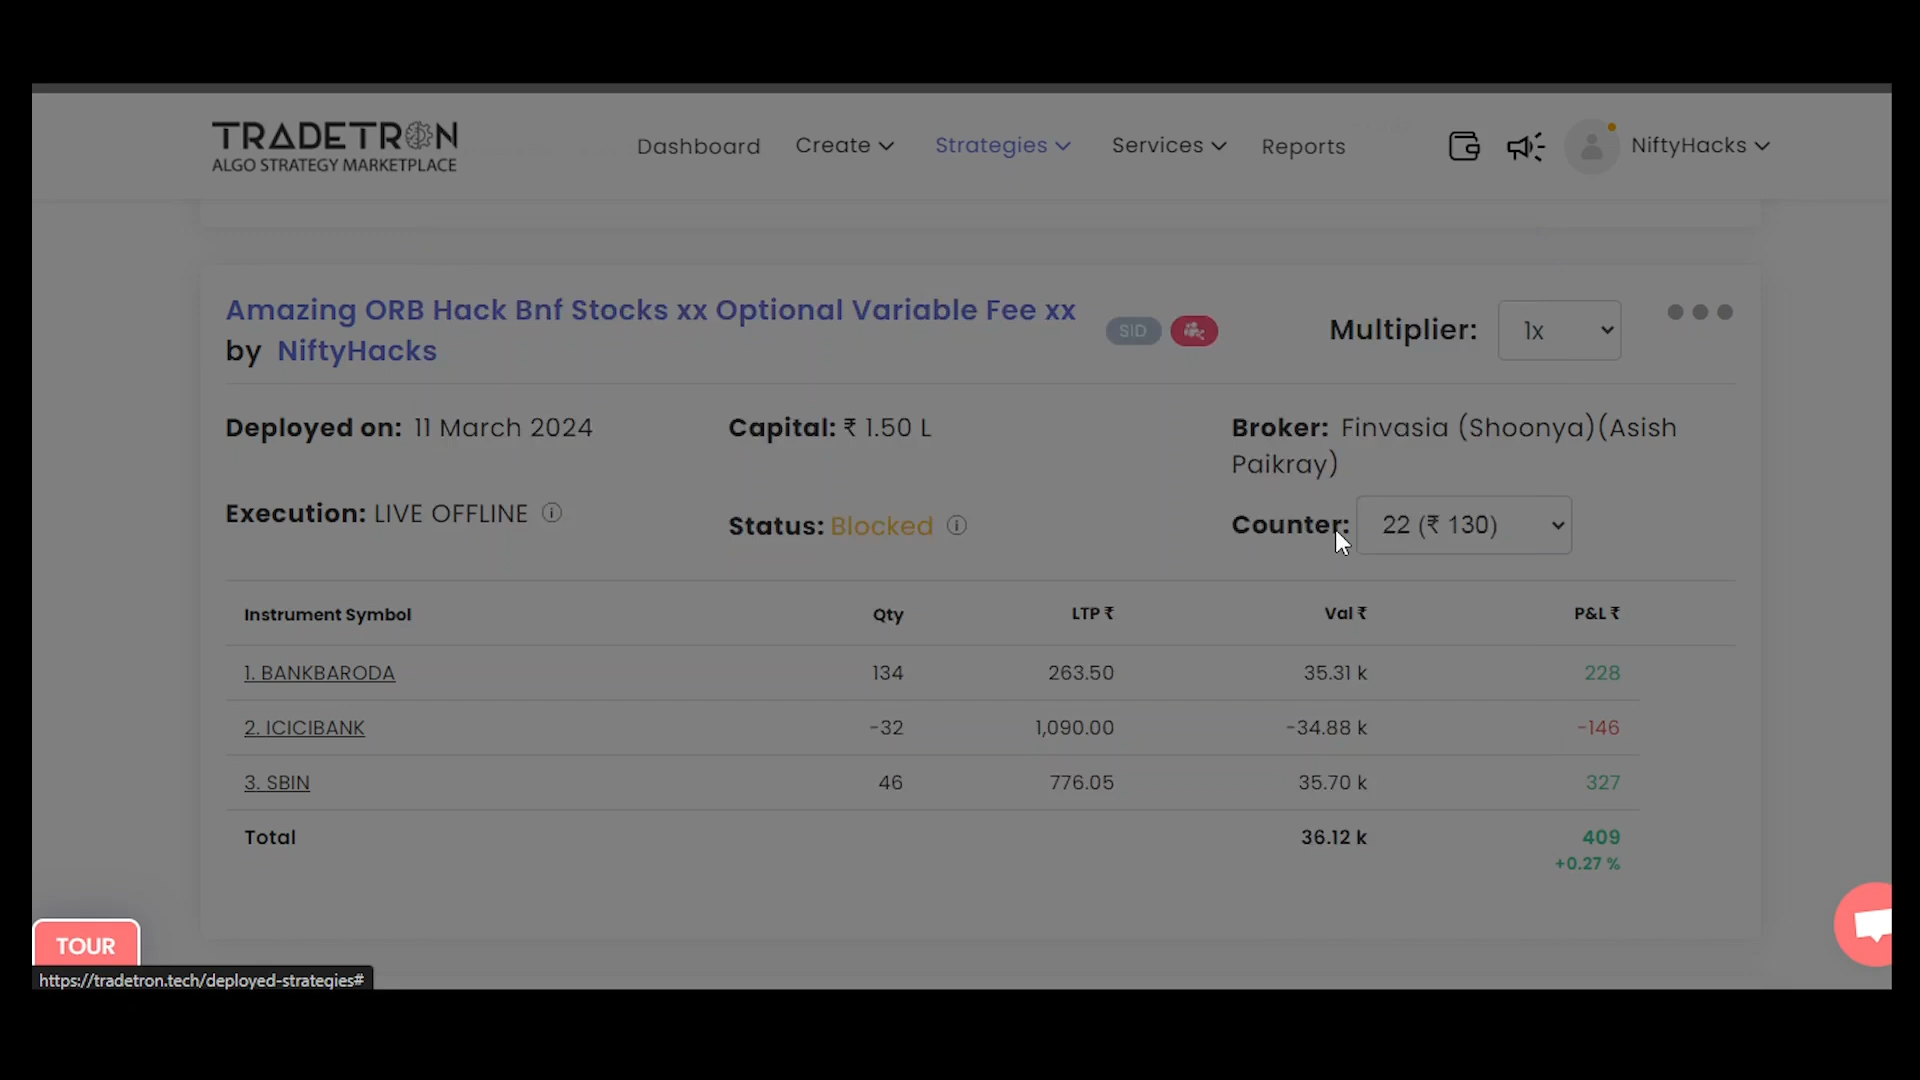 TRADETRON
ALGO STRATEGY MARKETPLACE
Dashboard Create Strategies Services Reports NiftyHacks
Amazing ORB Hack Bnf Stocks xx Optional Variable Fee xx
by NiftyHacks
SID
Multiplier: 1x
Deployed on: 11 March 2024
Capital: ₹ 1.50 L
Broker: Finvasia (Shoonya)(Asish
Paikray)
Execution: LIVE OFFLINE
Status: Blocked
Counter: 22 (₹ 130)
Instrument Symbol Qty LTP ₹ Val ₹ P&L ₹
1. BANKBARODA 134 263.50 35.31 k 228
2. ICICIBANK -32 1,090.00 -34.88 k -146
3. SBIN 46 776.05 35.70 k 327
Total 36.12 k 409
+0.27 %
TOUR
https://tradetron.tech/deployed-strategies#